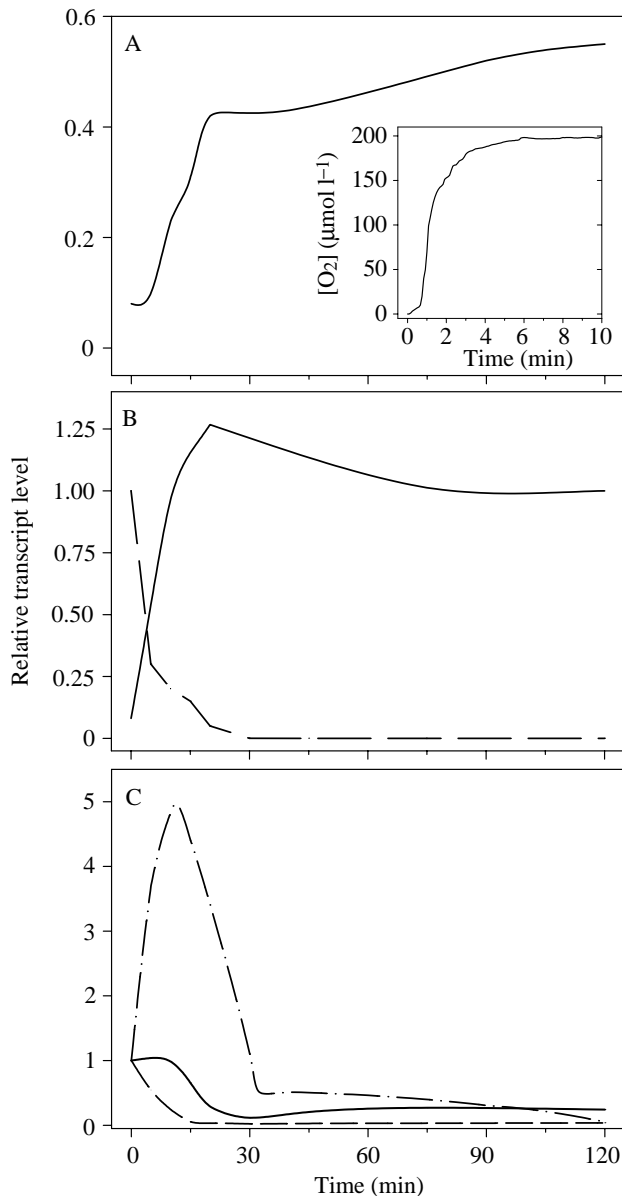 A
0.6
0.4
0.2
0
[O2] (µmol l–1)
200
150
100
50
0
0 2 4 6 8 10
Time (min)
Relative transcript level
B
1.25
1.00
0.75
0.50
0.25
0
C
5
4
3
2
1
0
0 30 60 90 120
Time (min)